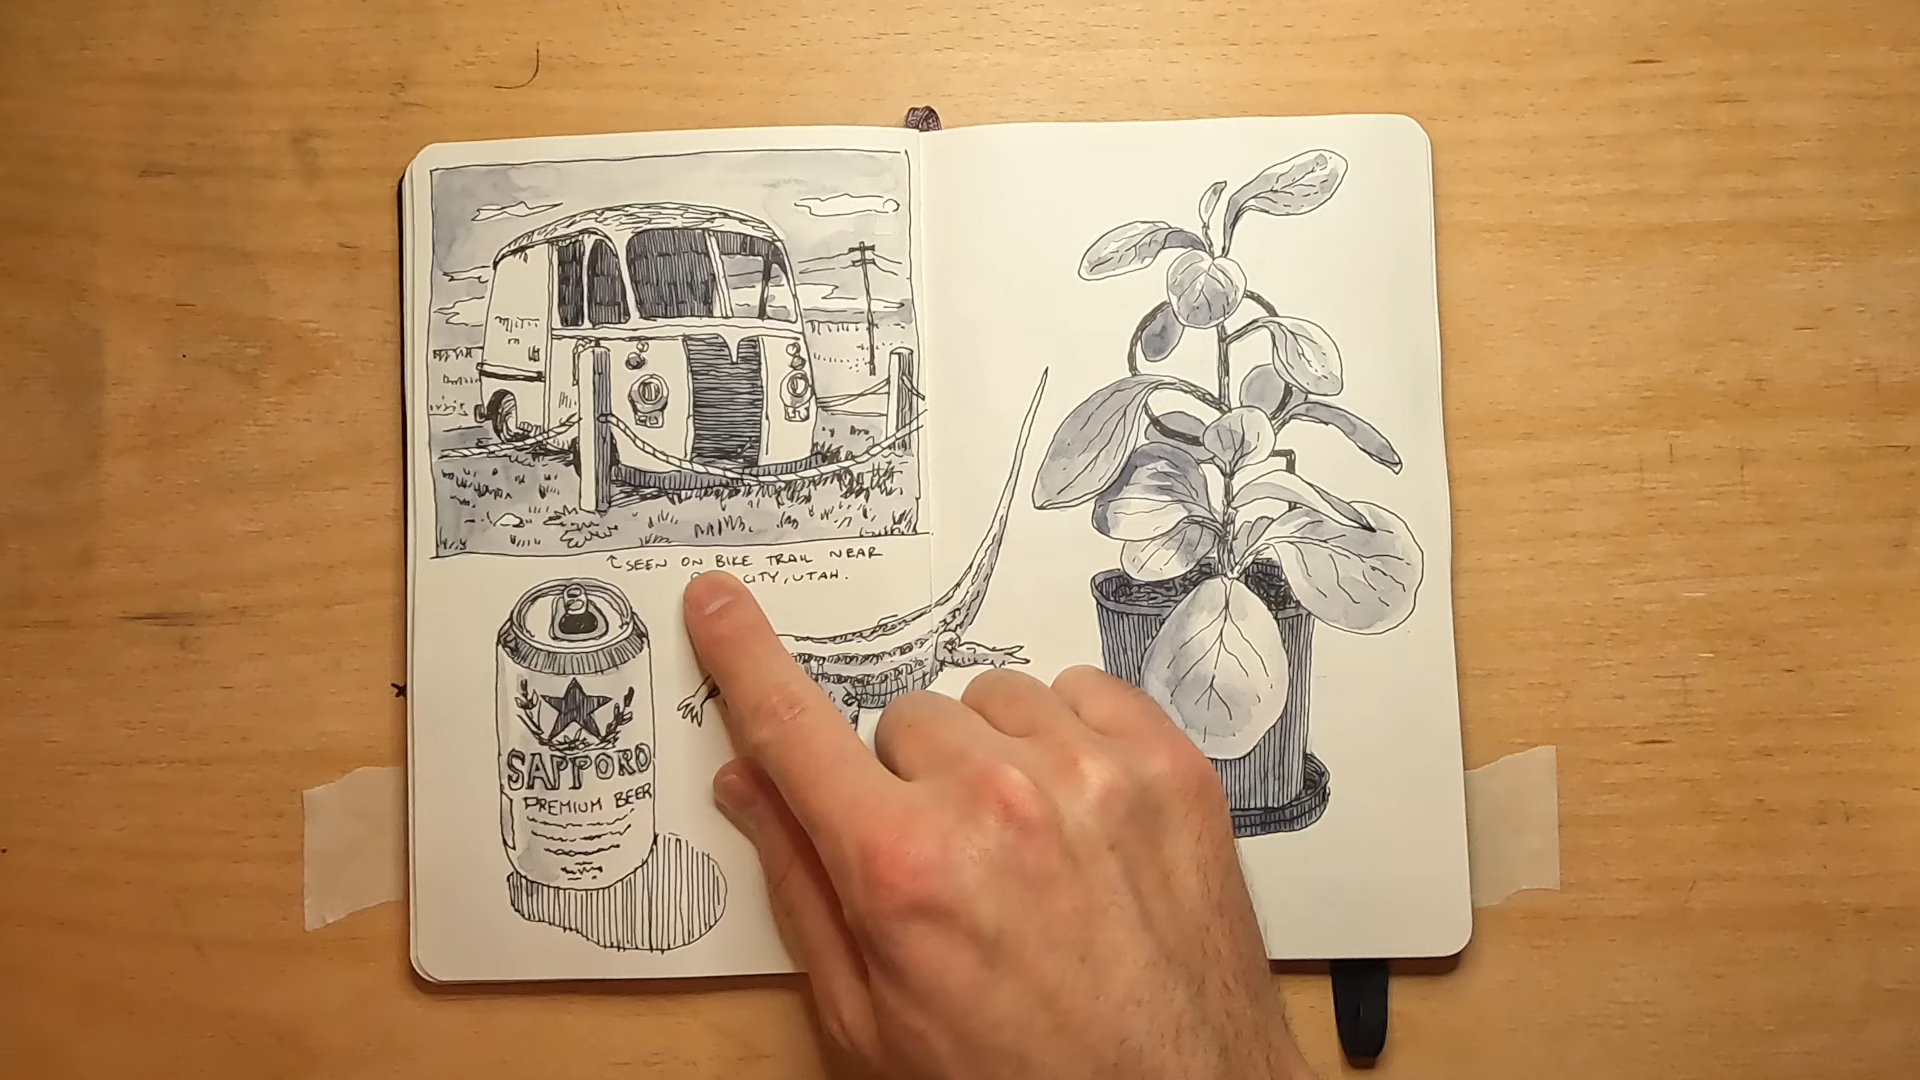 SEEN ON BIKE TRAIL NEAR
CITY, UTAH.
SAPPORO
PREMIUM BEER